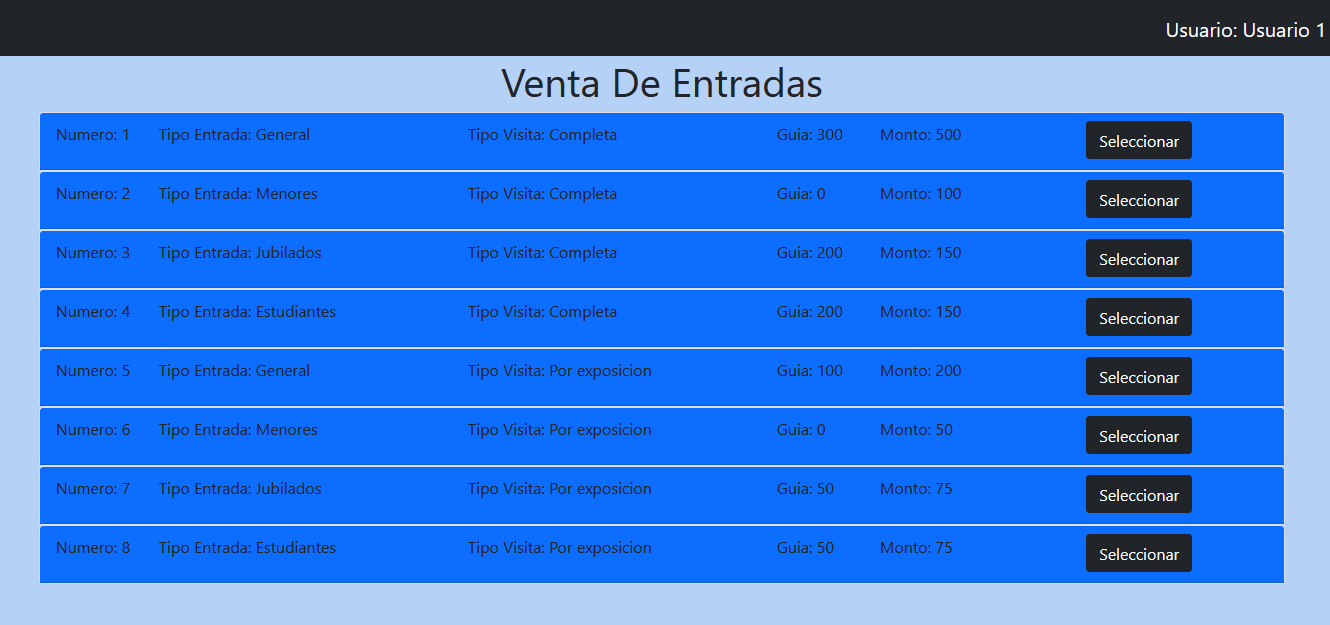 Usuario: Usuario 1
Venta De Entradas
Numero: 1 Tipo Entrada: General Tipo Visita: Completa Guia: 300 Monto: 500 Seleccionar
Numero: 2 Tipo Entrada: Menores Tipo Visita: Completa Guia: 0 Monto: 100 Seleccionar
Numero: 3 Tipo Entrada: Jubilados Tipo Visita: Completa Guia: 200 Monto: 150 Seleccionar
Numero: 4 Tipo Entrada: Estudiantes Tipo Visita: Completa Guia: 200 Monto: 150 Seleccionar
Numero: 5 Tipo Entrada: General Tipo Visita: Por exposicion Guia: 100 Monto: 200 Seleccionar
Numero: 6 Tipo Entrada: Menores Tipo Visita: Por exposicion Guia: 0 Monto: 50 Seleccionar
Numero: 7 Tipo Entrada: Jubilados Tipo Visita: Por exposicion Guia: 50 Monto: 75 Seleccionar
Numero: 8 Tipo Entrada: Estudiantes Tipo Visita: Por exposicion Guia: 50 Monto: 75 Seleccionar